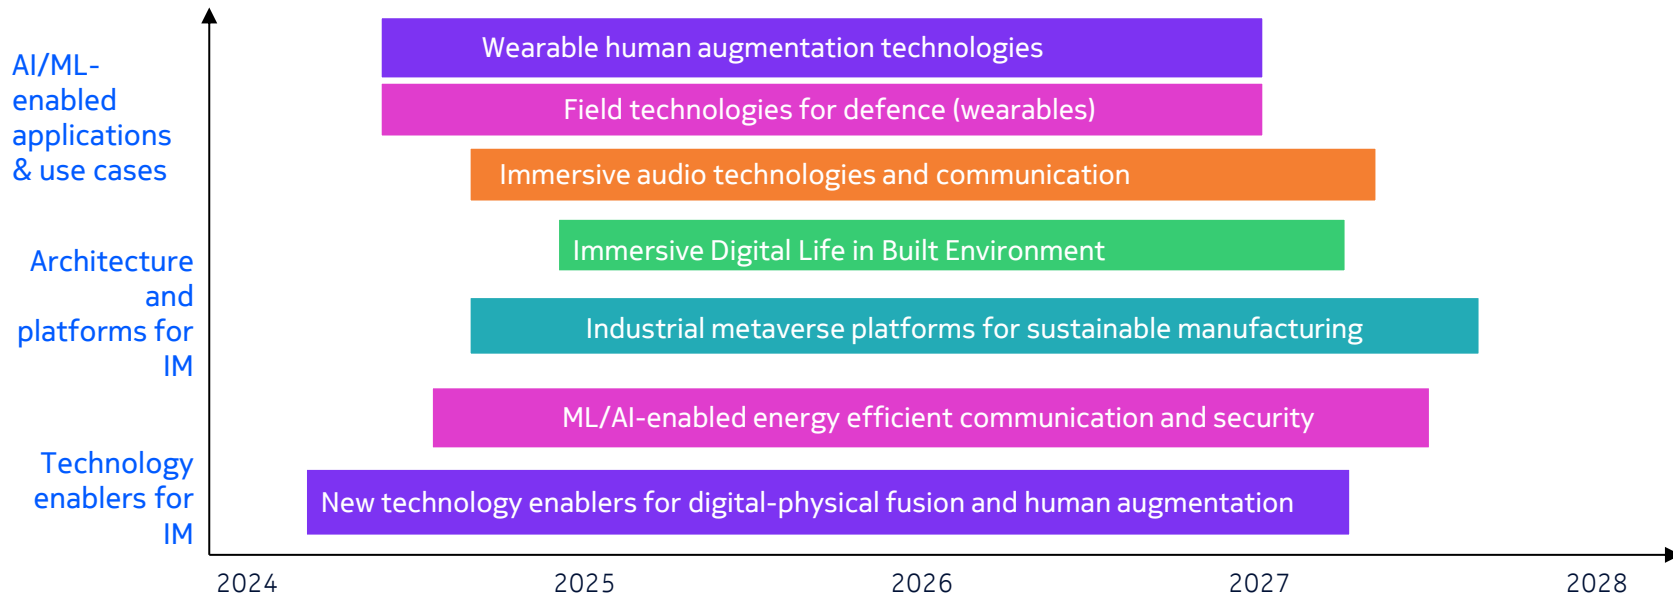 AI/ML-
enabled
applications
& use cases
Wearable human augmentation technologies
Field technologies for defence (wearables)
Immersive audio technologies and communication
Architecture
and
platforms for
IM
Immersive Digital Life in Built Environment
Industrial metaverse platforms for sustainable manufacturing
Technology
enablers for
IM
ML/AI-enabled energy efficient communication and security
New technology enablers for digital-physical fusion and human augmentation
2024 2025 2026 2027 2028